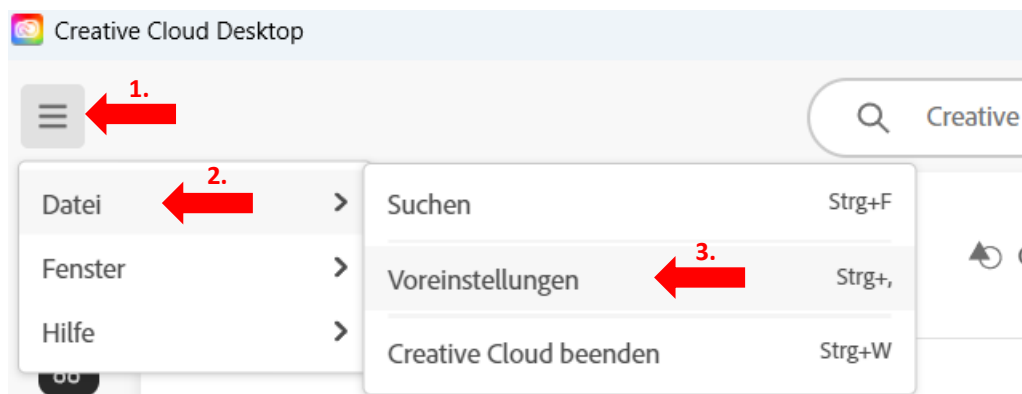 Creative Cloud Desktop
1.
Creative
2.
Datei
Suchen Strg+F
3.
Fenster
Voreinstellungen Strg+,
Hilfe
Creative Cloud beenden Strg+W